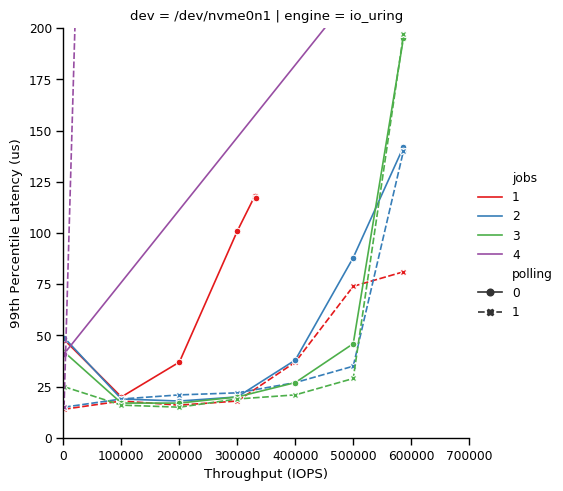 dev = /dev/nvme0n1 | engine = io_uring
200
175
150
125
100
75
50
25
0
99th Percentile Latency (us)
0 100000 200000 300000 400000 500000 600000 700000
Throughput (IOPS)
jobs
1
2
3
4
polling
0
1